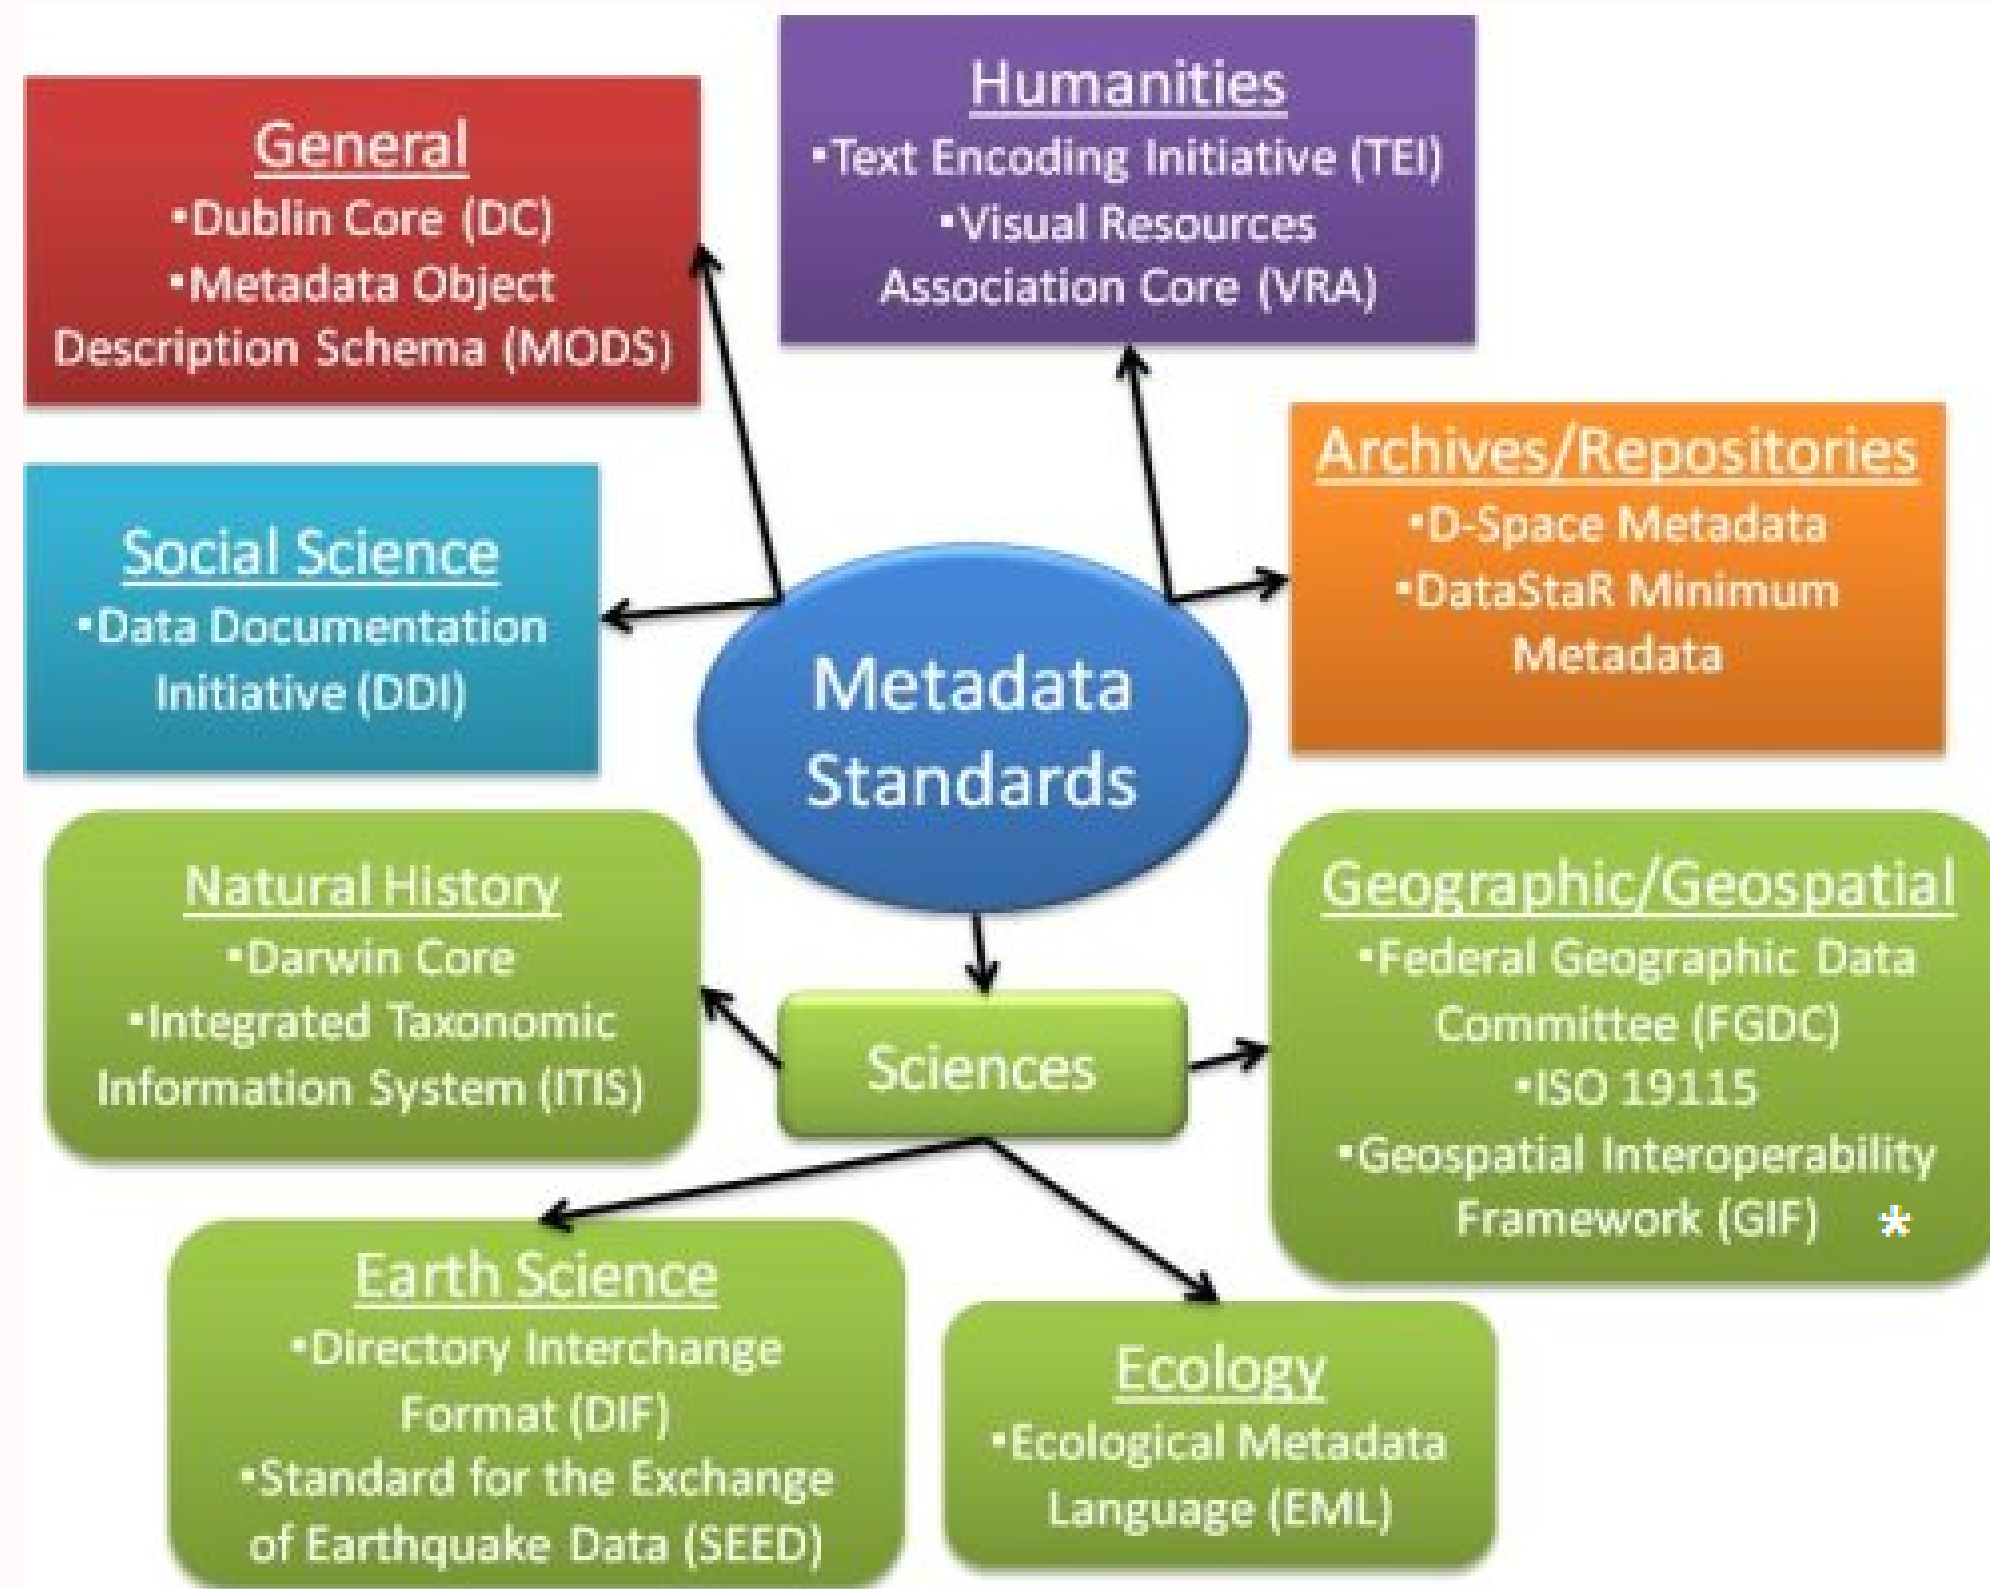 General
•Dublin Core (DC)
•Metadata Object
Description Schema (MODS)
Humanities
•Text Encoding Initiative (TEI)
•Visual Resources
Association Core (VRA)
Social Science
•Data Documentation
Initiative (DDI)
Archives/Repositories
•D-Space Metadata
•DataStaR Minimum
Metadata
Metadata
Standards
Natural History
•Darwin Core
•Integrated Taxonomic
Information System (ITIS)
Sciences
Geographic/Geospatial
•Federal Geographic Data
Committee (FGDC)
•ISO 19115
•Geospatial Interoperability
Framework (GIF) *
Earth Science
•Directory Interchange
Format (DIF)
•Standard for the Exchange
of Earthquake Data (SEED)
Ecology
•Ecological Metadata
Language (EML)